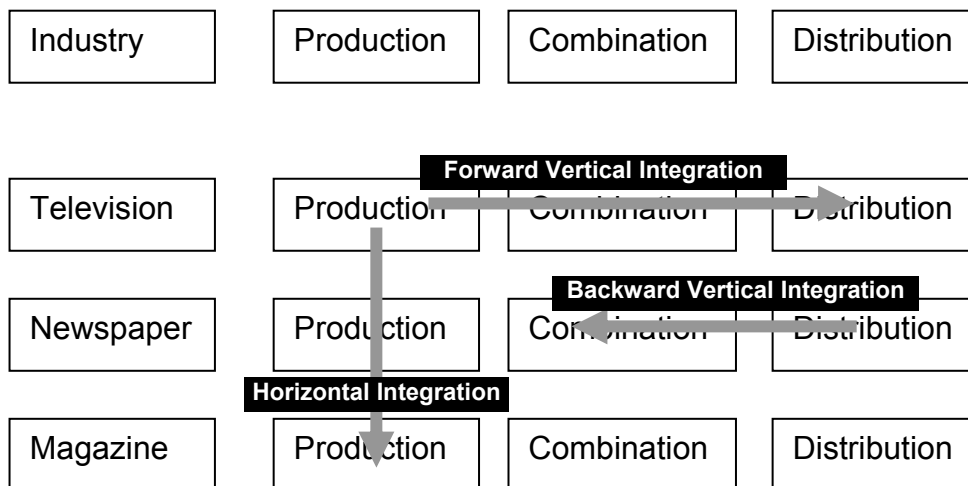 Industry Production Combination Distribution
Forward Vertical Integration
Television Production Combination Distribution
Backward Vertical Integration
Newspaper Production Combination Distribution
Horizontal Integration
Magazine Production Combination Distribution